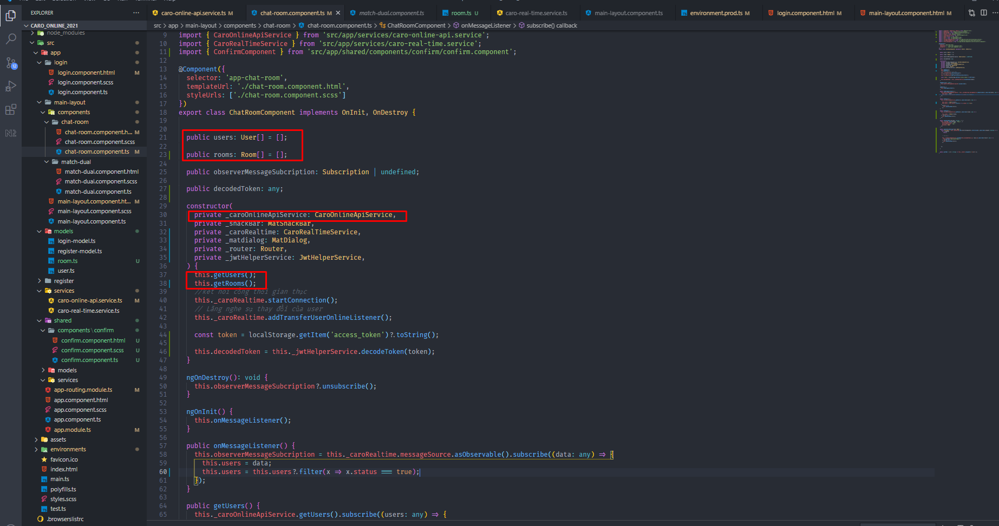 EXPLORER
CARO_ONLINE_2021
node_modules
src
app
login
login.component.html M
login.component.scss
login.component.ts
main-layout
components
chat-room
chat-room.component.h... M
chat-room.component.scss
chat-room.component.ts M
match-dual
match-dual.component.html
match-dual.component.scss
match-dual.component.ts
main-layout.component.ht... M
main-layout.component.scss
main-layout.component.ts
models
login-model.ts
register-model.ts
room.ts U
user.ts
register
services
caro-online-api.service.ts M
caro-real-time.service.ts
shared
components\confirm
confirm.component.html U
confirm.component.scss U
confirm.component.ts U
models
services
app-routing.module.ts M
app.component.html
app.component.scss
app.component.ts
app.module.ts M
assets
environments
favicon.ico
index.html
main.ts
polyfills.ts
styles.scss
test.ts
.browserslistrc
12
caro-online-api.service.ts M
chat-room.component.ts M
match-dual.component.ts
room.ts U
caro-real-time.service.ts
main-layout.component.ts
environment.prod.ts M
login.component.html M
main-layout.component.html M
src > app > main-layout > components > chat-room > chat-room.component.ts > ChatRoomComponent > onMessageListener > subscribe() callback
9 import { CaroOnlineApiService } from 'src/app/services/caro-online-api.service';
10 import { CaroRealTimeService } from 'src/app/services/caro-real-time.service';
11 import { ConfirmComponent } from 'src/app/shared/components/confirm/confirm.component';
12
13 @Component({
14 selector: 'app-chat-room',
15 templateUrl: './chat-room.component.html',
16 styleUrls: ['./chat-room.component.scss']
17 })
18 export class ChatRoomComponent implements OnInit, OnDestroy {
19
20
21 public users: User[] = [];
22
23 public rooms: Room[] = [];
24
25 public observerMessageSubcription: Subscription | undefined;
26
27 public decodedToken: any;
28
29 constructor(
30 private _caroOnlineApiService: CaroOnlineApiService,
31 private _snackBar: MatSnackBar,
32 private _caroRealtime: CaroRealTimeService,
33 private _matdialog: MatDialog,
34 private _router: Router,
35 private _jwtHelperService: JwtHelperService,
36 ) {
37 this.getUsers();
38 this.getRooms();
39 //kết nối cổng thời gian thực
40 this._caroRealtime.startConnection();
41 // Lắng nghe sự thay đổi của user
42 this._caroRealtime.addTransferUserOnlineListener();
43
44 const token = localStorage.getItem('access_token')?.toString();
45
46 this.decodedToken = this._jwtHelperService.decodeToken(token);
47 }
48
49 ngOnDestroy(): void {
50 this.observerMessageSubcription?.unsubscribe();
51 }
52
53 ngOnInit() {
54 this.onMessageListener();
55 }
56
57 public onMessageListener() {
58 this.observerMessageSubcription = this._caroRealtime.messageSource.asObservable().subscribe((data: any) => {
59 this.users = data;
60 this.users = this.users?.filter(x => x.status === true);
61 });
62 }
63
64 public getUsers() {
65 this._caroOnlineApiService.getUsers().subscribe((users: any) => {